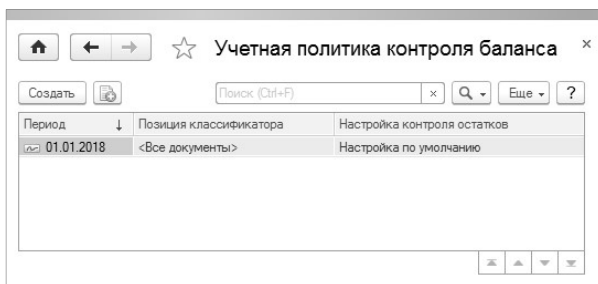 Учетная политика контроля баланса ×
Создать Поиск (Ctrl+F) × Еще ?
Период ↓ Позиция классификатора Настройка контроля остатков
01.01.2018 <Все документы> Настройка по умолчанию